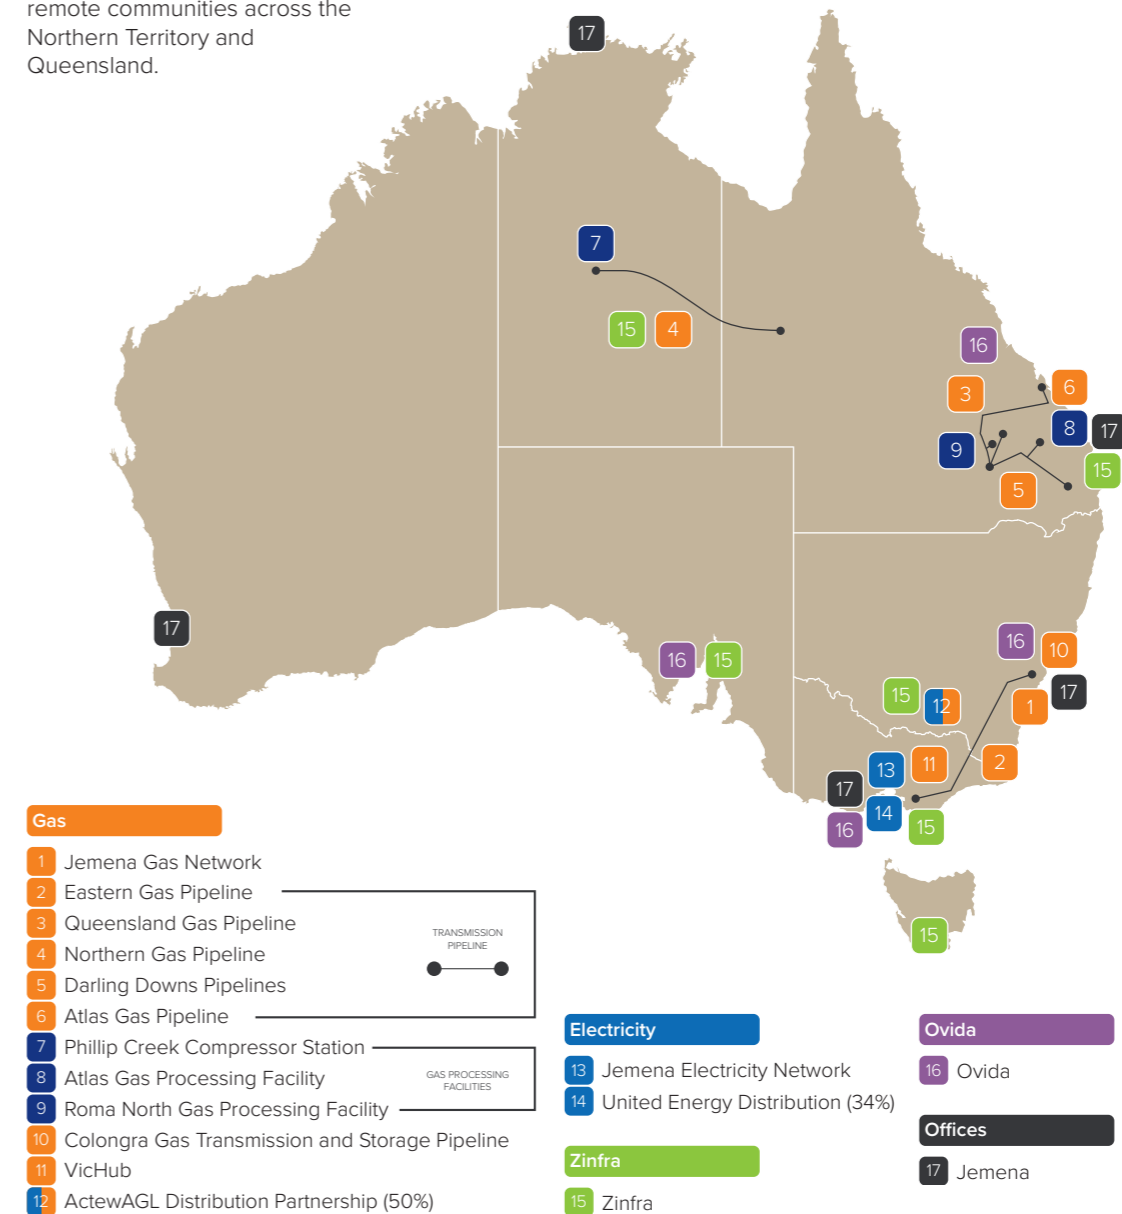 remote communities across the
Northern Territory and
Queensland.
17
7
15 4
16
3
6
8
17
9
15
5
17
16
15
16
10
15
12
17
1
13
11
2
17
14
16
15
15
Gas
1 Jemena Gas Network
2 Eastern Gas Pipeline
3 Queensland Gas Pipeline
4 Northern Gas Pipeline
5 Darling Downs Pipelines
6 Atlas Gas Pipeline
7 Phillip Creek Compressor Station
8 Atlas Gas Processing Facility
9 Roma North Gas Processing Facility
10 Colongra Gas Transmission and Storage Pipeline
11 VicHub
12 ActewAGL Distribution Partnership (50%)
TRANSMISSION
PIPELINE
GAS PROCESSING
FACILITIES
Electricity
13 Jemena Electricity Network
14 United Energy Distribution (34%)
Zinfra
15 Zinfra
Ovida
16 Ovida
Offices
17 Jemena